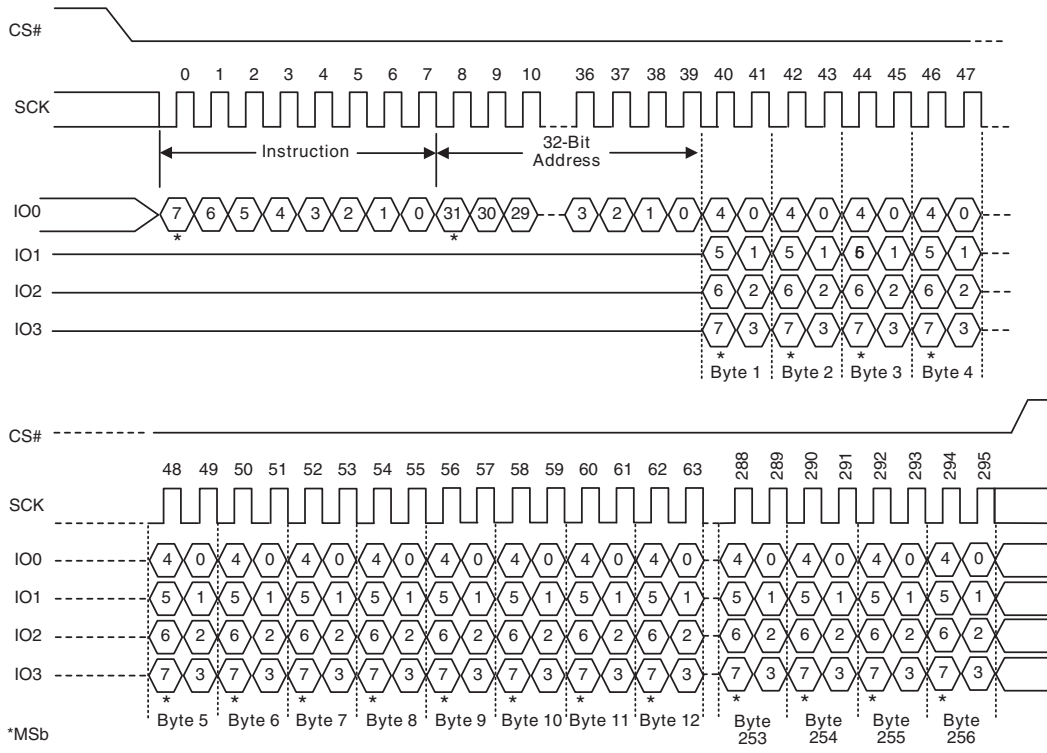 CS#
0 1 2 3 4 5 6 7 8 9 10 36 37 38 39 40 41 42 43 44 45 46 47
SCK
Instruction
32-Bit
Address
IO0 7 6 5 4 3 2 1 0 31 30 29 3 2 1 0 4 0 4 0 4 0 4 0
* *
IO1 5 1 5 1 6 1 5 1
IO2 6 2 6 2 6 2 6 2
IO3 7 3 7 3 7 3 7 3
* * * *
Byte 1 Byte 2 Byte 3 Byte 4
CS#
48 49 50 51 52 53 54 55 56 57 58 59 60 61 62 63 288 289 290 291 292 293 294 295
SCK
IO0 4 0 4 0 4 0 4 0 4 0 4 0 4 0 4 0 4 0 4 0 4 0 4 0
IO1 5 1 5 1 5 1 5 1 5 1 5 1 5 1 5 1 5 1 5 1 5 1 5 1
IO2 6 2 6 2 6 2 6 2 6 2 6 2 6 2 6 2 6 2 6 2 6 2 6 2
IO3 7 3 7 3 7 3 7 3 7 3 7 3 7 3 7 3 7 3 7 3 7 3 7 3
* * * * * * * * * * * *
Byte 5 Byte 6 Byte 7 Byte 8 Byte 9 Byte 10 Byte 11 Byte 12 Byte Byte Byte Byte
253 254 255 256
*MSb